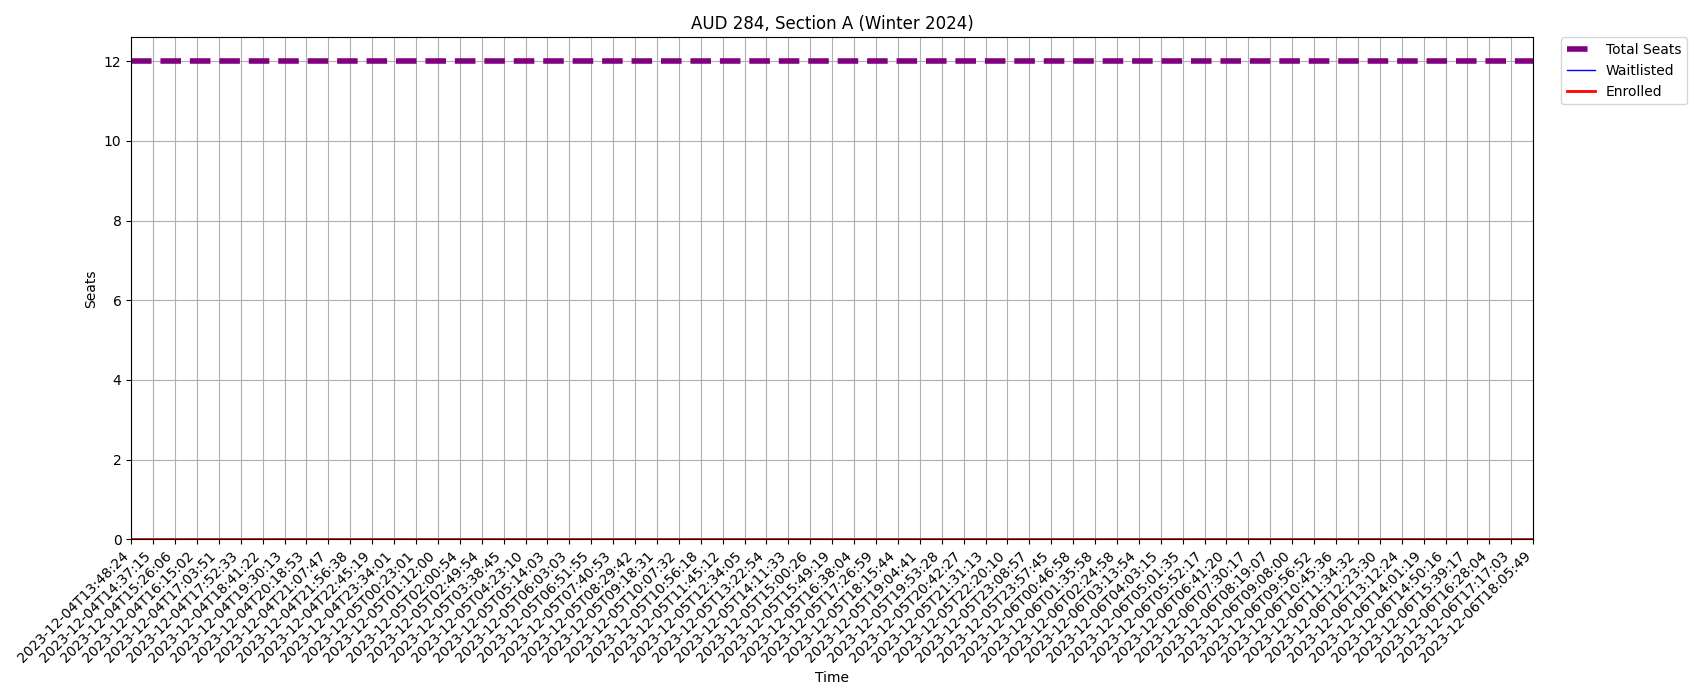 AUD 284, Section A (Winter 2024)
Total Seats
Waitlisted
Enrolled
12
10
8
6
4
2
0
Seats
2023-12-04T13:48:24
2023-12-04T14:37:15
2023-12-04T15:26:06
2023-12-04T16:15:02
2023-12-04T17:03:51
2023-12-04T17:52:33
2023-12-04T18:41:22
2023-12-04T19:30:13
2023-12-04T20:18:53
2023-12-04T21:07:47
2023-12-04T21:56:38
2023-12-04T22:45:19
2023-12-04T23:34:01
2023-12-05T00:23:01
2023-12-05T01:12:00
2023-12-05T02:00:54
2023-12-05T02:49:54
2023-12-05T03:38:45
2023-12-05T04:23:10
2023-12-05T05:14:03
2023-12-05T06:03:03
2023-12-05T06:51:55
2023-12-05T07:40:53
2023-12-05T08:29:42
2023-12-05T09:18:31
2023-12-05T10:07:32
2023-12-05T10:56:18
2023-12-05T11:45:12
2023-12-05T12:34:05
2023-12-05T13:22:54
2023-12-05T14:11:33
2023-12-05T15:00:26
2023-12-05T15:49:19
2023-12-05T16:38:04
2023-12-05T17:26:59
2023-12-05T18:15:44
2023-12-05T19:04:41
2023-12-05T19:53:28
2023-12-05T20:42:27
2023-12-05T21:31:13
2023-12-05T22:20:10
2023-12-05T23:08:57
2023-12-05T23:57:45
2023-12-06T00:46:58
2023-12-06T01:35:58
2023-12-06T02:24:58
2023-12-06T03:13:54
2023-12-06T04:03:15
2023-12-06T05:01:35
2023-12-06T05:52:17
2023-12-06T06:41:20
2023-12-06T07:30:17
2023-12-06T08:19:07
2023-12-06T09:08:00
2023-12-06T09:56:52
2023-12-06T10:45:36
2023-12-06T11:34:32
2023-12-06T12:23:30
2023-12-06T13:12:24
2023-12-06T14:01:19
2023-12-06T14:50:16
2023-12-06T15:39:17
2023-12-06T16:28:04
2023-12-06T17:17:03
2023-12-06T18:05:49
Time